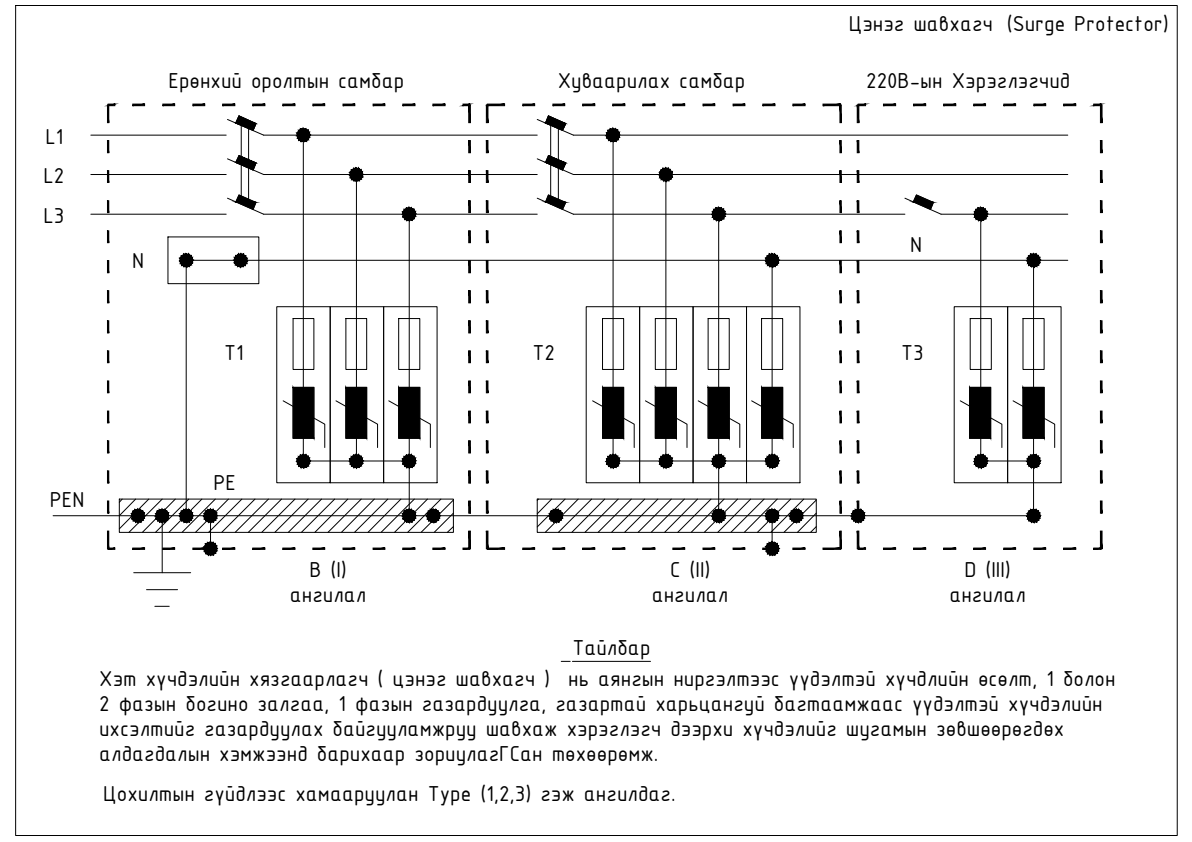 Цэнэг шавхагч (Surge Protector)
Ерөнхий оролтын самбар
Хуваарилах самбар
220В-ын Хэрэглэгчид
L1
L2
L3
N
N
T1
T2
T3
PE
PEN
B (I)
ангилал
C (II)
ангилал
D (III)
ангилал
Тайлбар
Хэт хүчдэлийн хязгаарлагч ( цэнэг шавхагч ) нь аянгын ниргэлтээс үүдэлтэй хүчдлийн өсөлт, 1 болон
2 фазын богино залгаа, 1 фазын газардуулга, газартай харьцангуй багтаамжаас үүдэлтэй хүчдэлийн
ихсэлтийг газардуулах байгууламжруу шавхаж хэрэглэгч дээрхи хүчдэлийг шугамын зөвшөөрөгдөх
алдагдалын хэмжээнд барихаар зориулагГСан төхөөрөмж.
Цохилтын гүйдлээс хамааруулан Type (1,2,3) гэж ангилдаг.